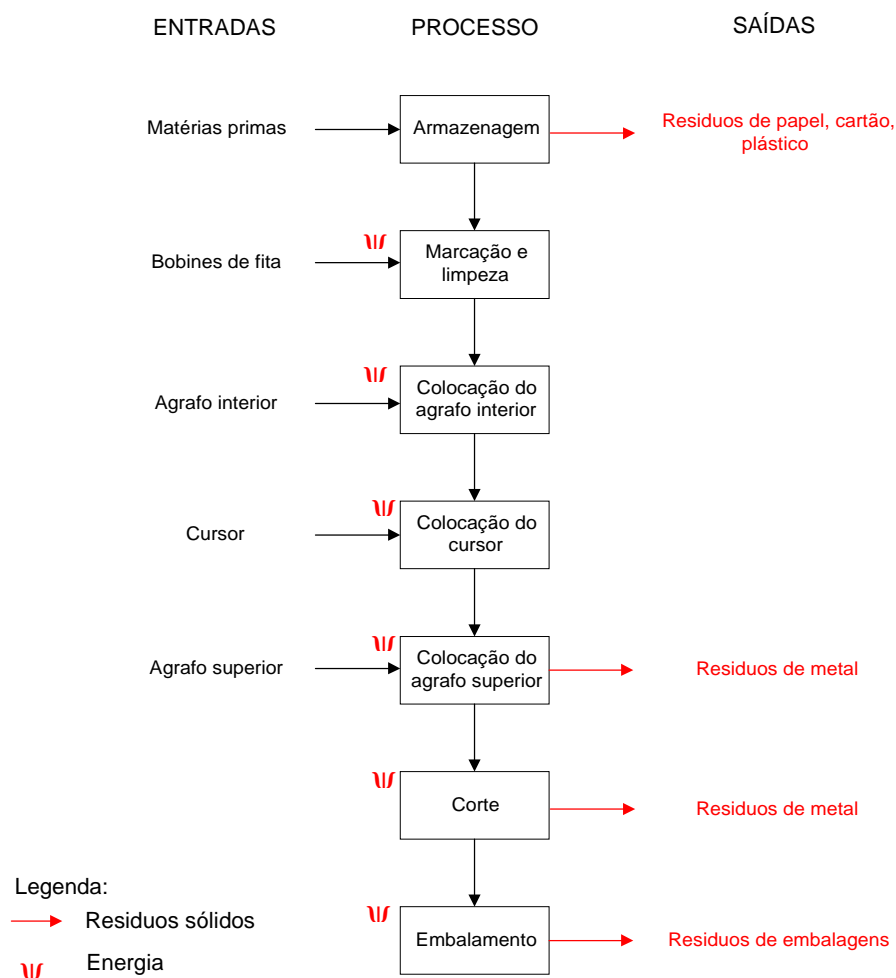 ENTRADAS
PROCESSO
SAÍDAS
Matérias primas
Armazenagem
Residuos de papel, cartão,
plástico
Bobines de fita
Marcação e
limpeza
Agrafo interior
Colocação do
agrafo interior
Cursor
Colocação do
cursor
Agrafo superior
Colocação do
agrafo superior
Residuos de metal
Corte
Residuos de metal
Embalamento
Residuos de embalagens
Legenda:
Residuos sólidos
Energia